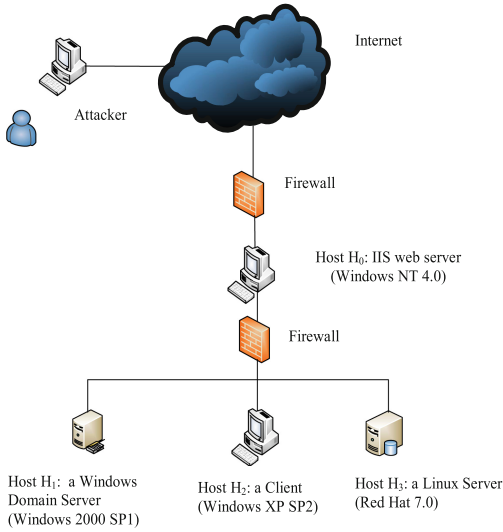 Internet
Attacker
Firewall
Host H₀: IIS web server
(Windows NT 4.0)
Firewall
Host H₁: a Windows
Domain Server
(Windows 2000 SP1)
Host H₂: a Client
(Windows XP SP2)
Host H₃: a Linux Server
(Red Hat 7.0)